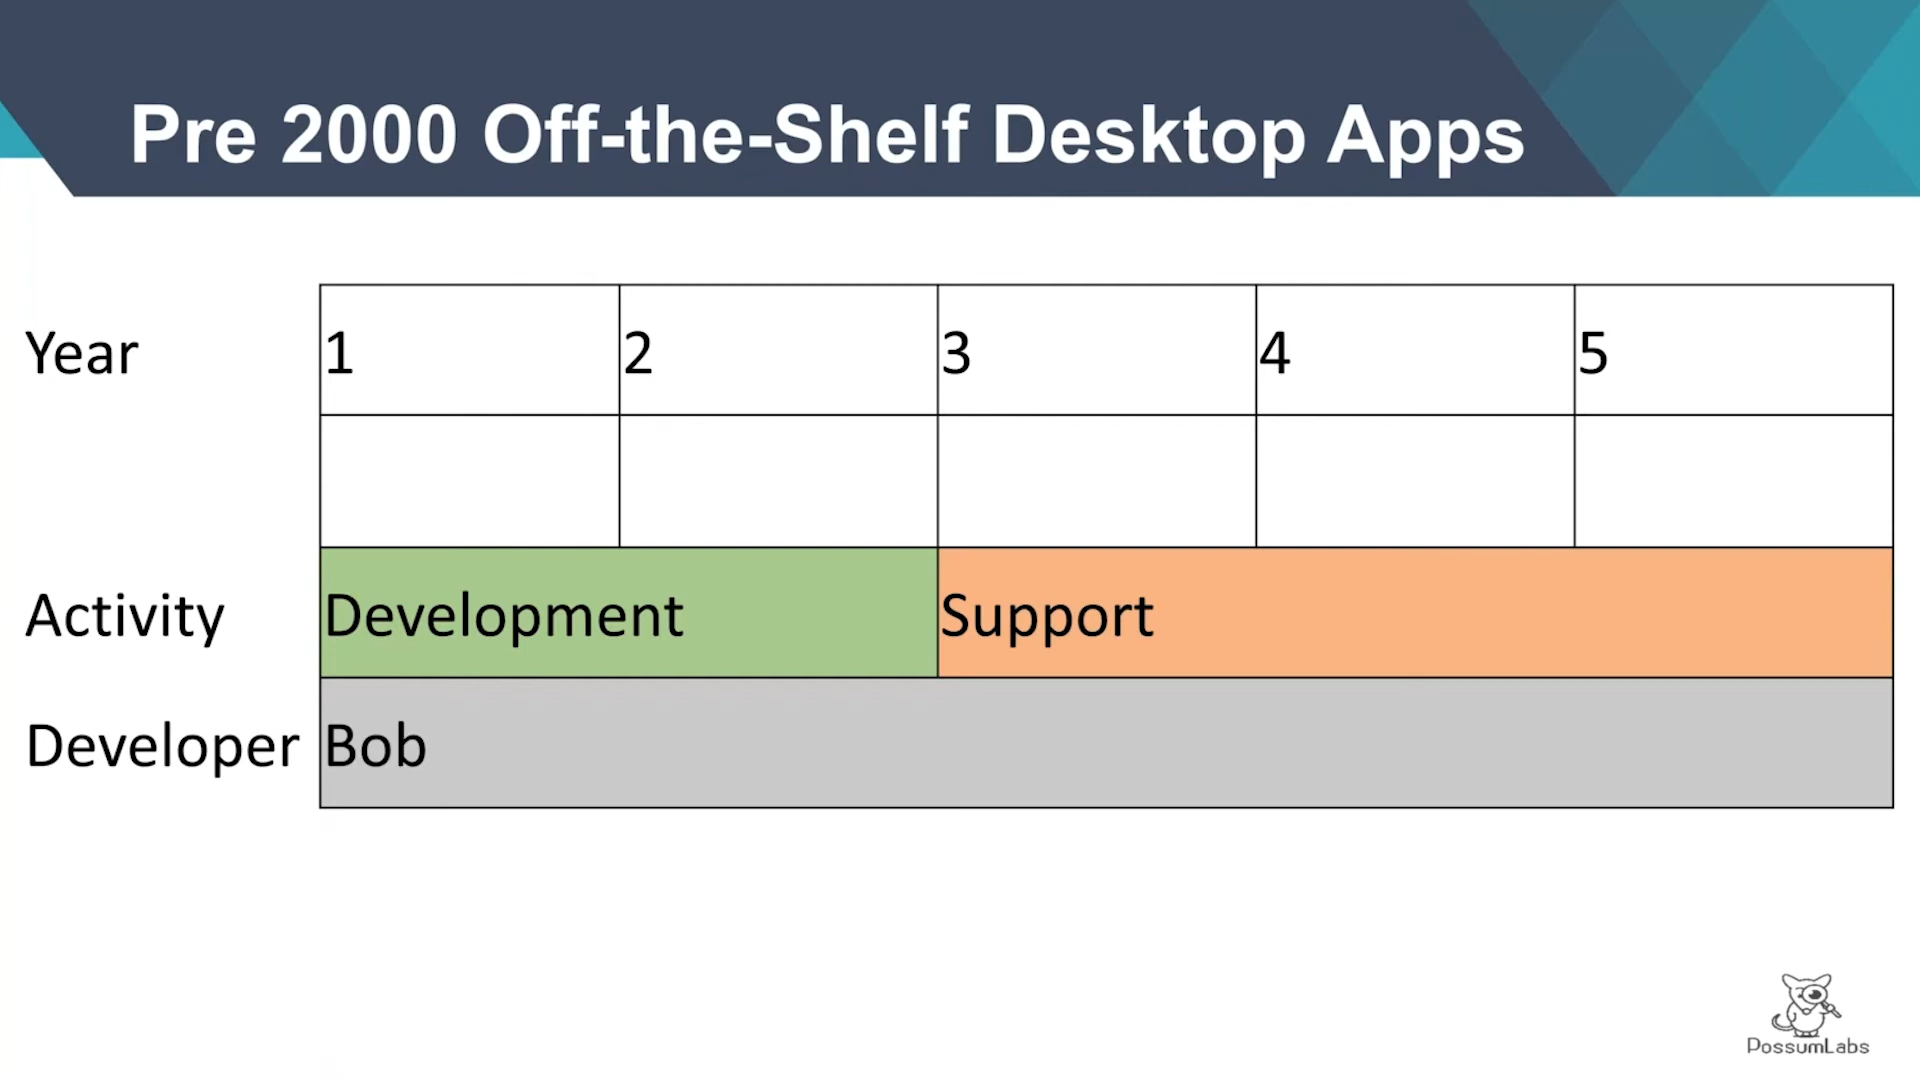 Pre 2000 Off-the-Shelf Desktop Apps
Year 1 2 3 4 5
Activity Development Support
Developer Bob
PossumLabs